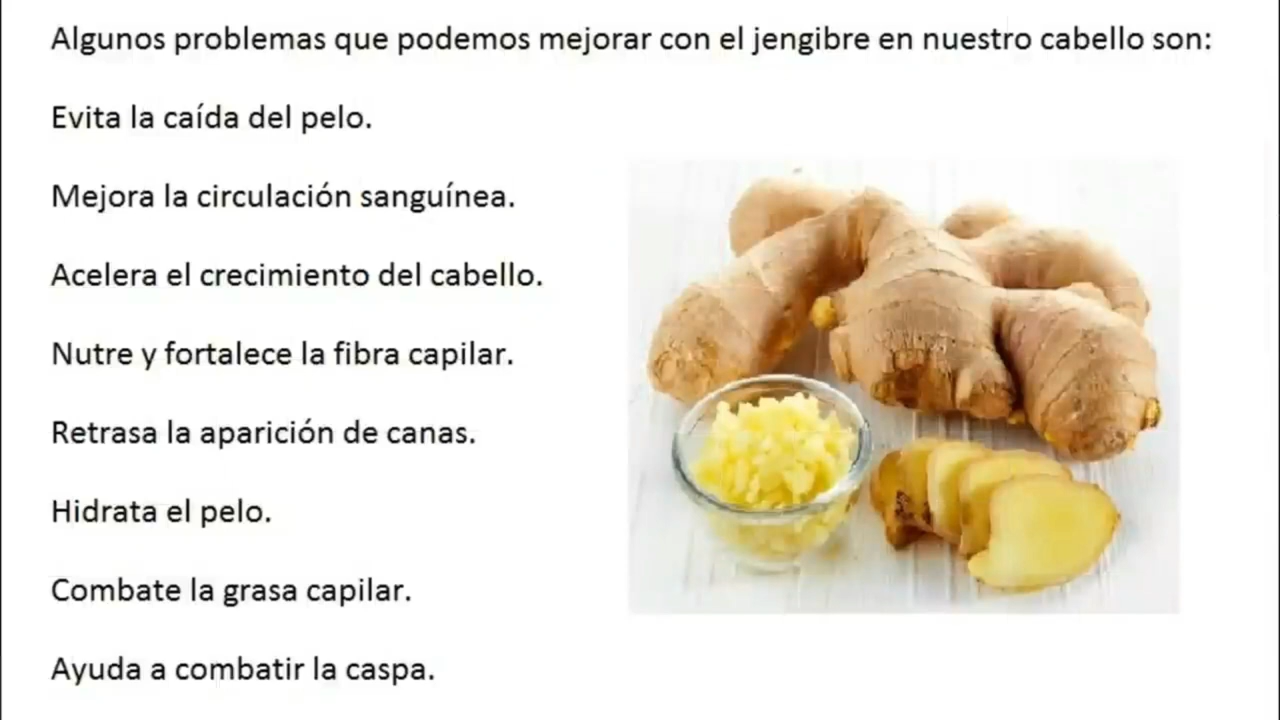 Algunos problemas que podemos mejorar con el jengibre en nuestro cabello son:
Evita la caída del pelo.
Mejora la circulación sanguínea.
Acelera el crecimiento del cabello.
Nutre y fortalece la fibra capilar.
Retrasa la aparición de canas.
Hidrata el pelo.
Combate la grasa capilar.
Ayuda a combatir la caspa.